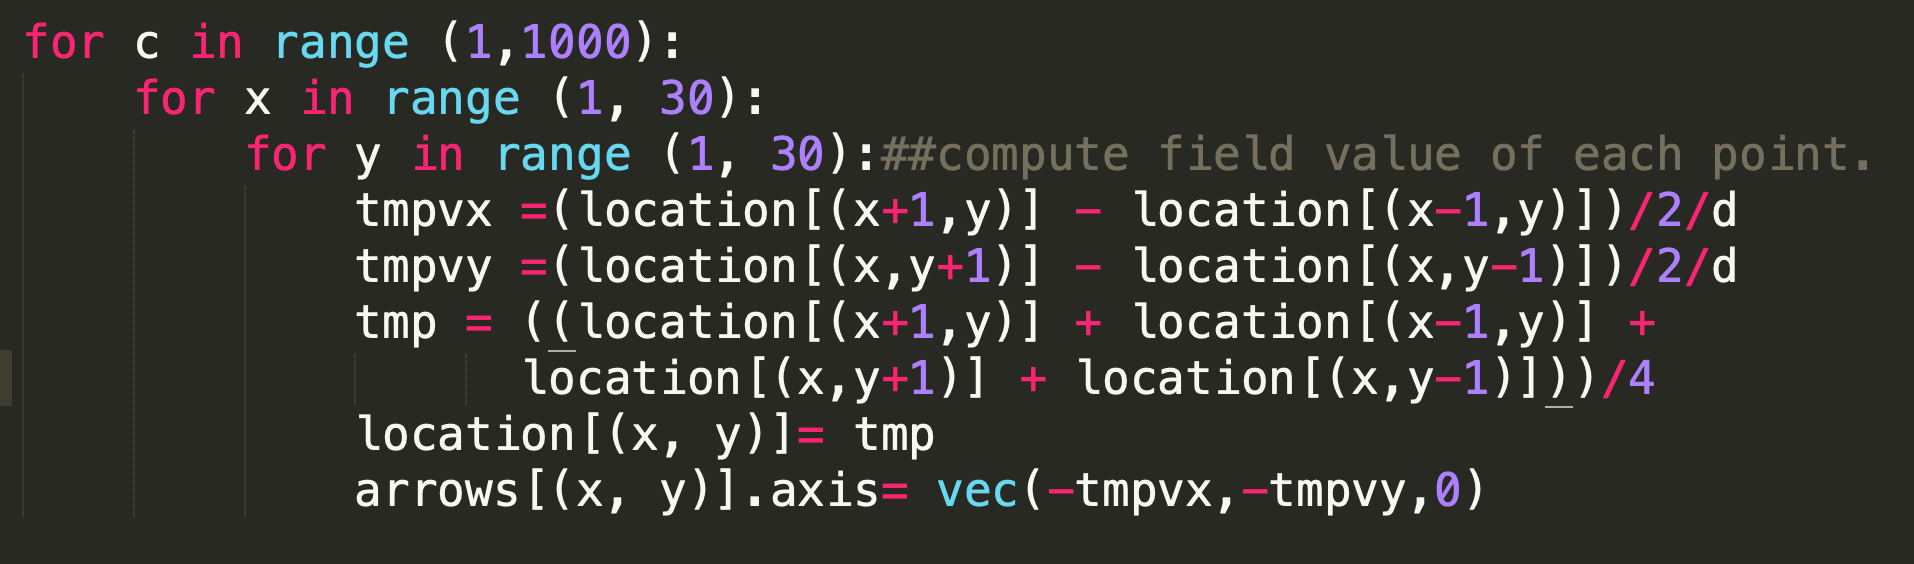 for c in range (1,1000):
    for x in range (1, 30):
        for y in range (1, 30):##compute field value of each point.
            tmpvx =(location[(x+1,y)] - location[(x-1,y)])/2/d
            tmpvy =(location[(x,y+1)] - location[(x,y-1)])/2/d
            tmp = ((location[(x+1,y)] + location[(x-1,y)] +
                  location[(x,y+1)] + location[(x,y-1)]))/4
            location[(x, y)]= tmp
            arrows[(x, y)].axis= vec(-tmpvx,-tmpvy,0)